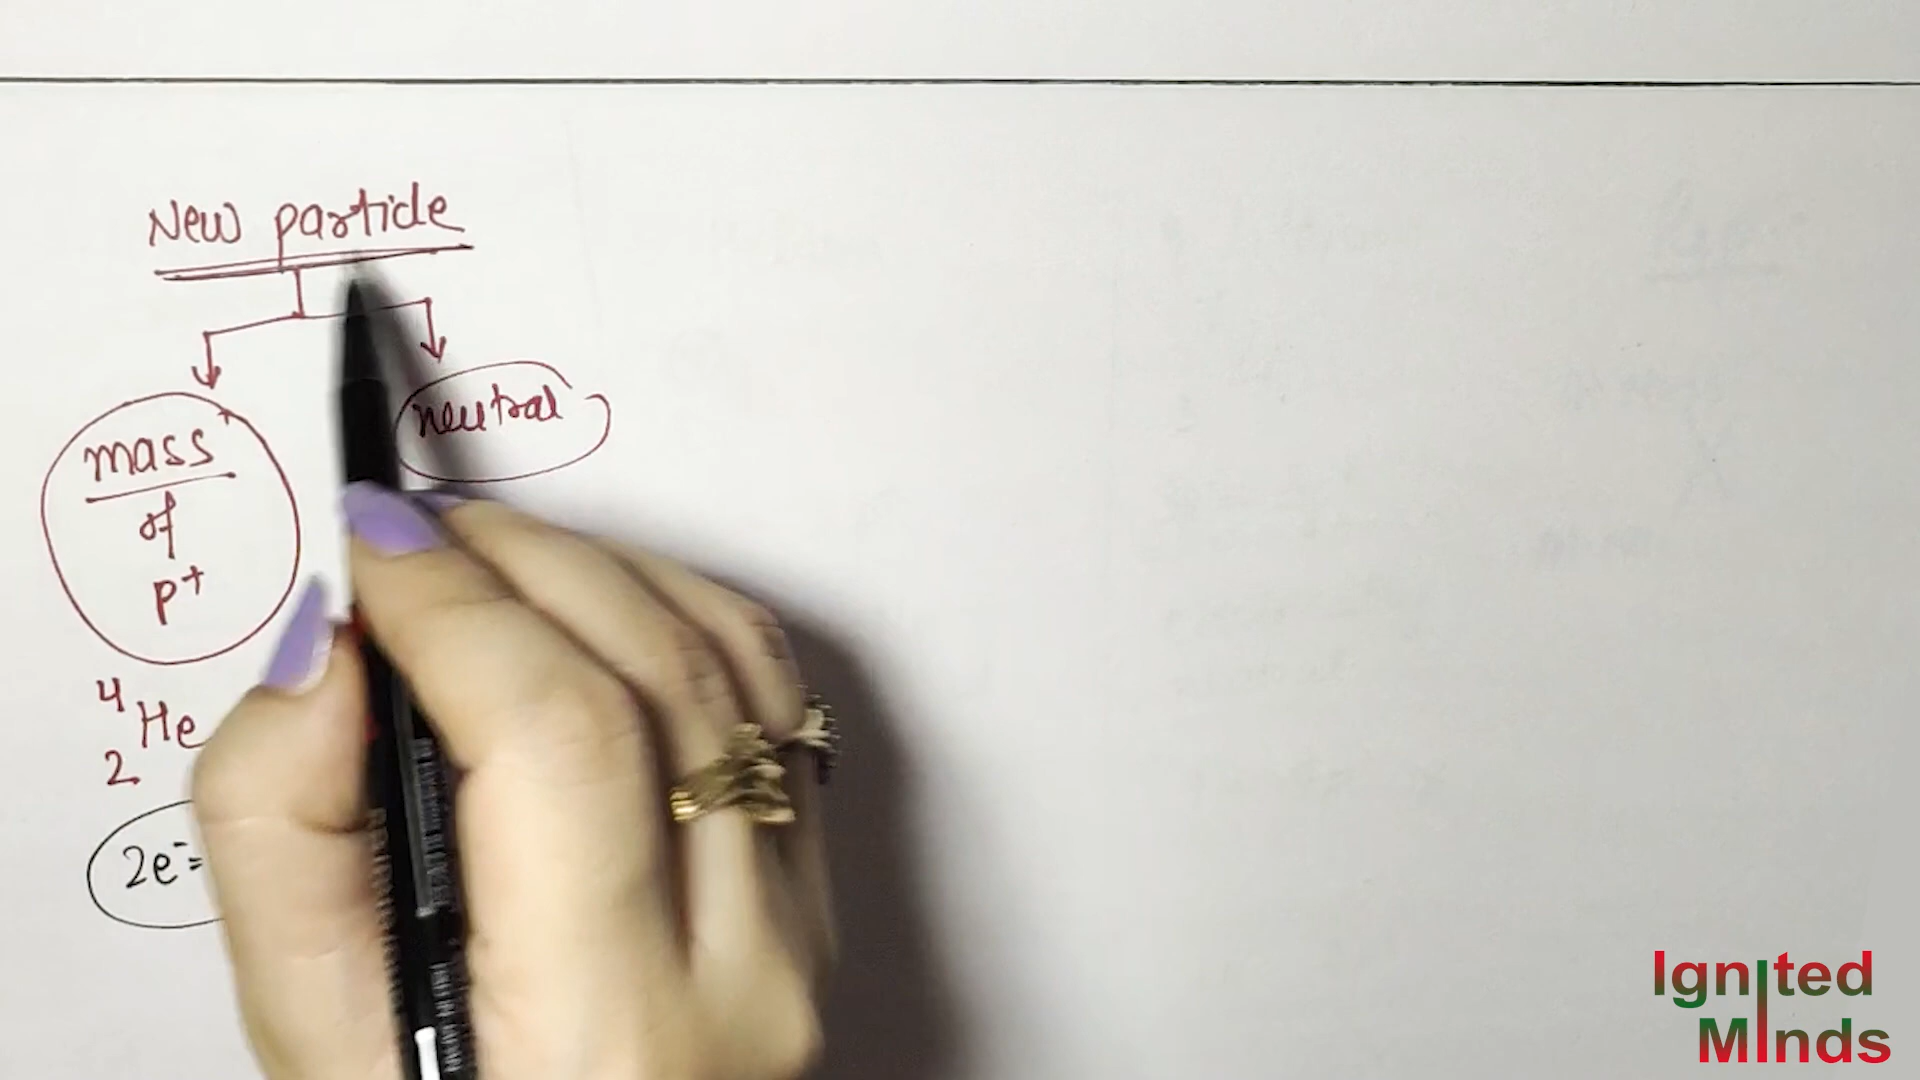 New particle
mass
of
p+
neutral
4
He
2
2e-=
Ignited
Minds